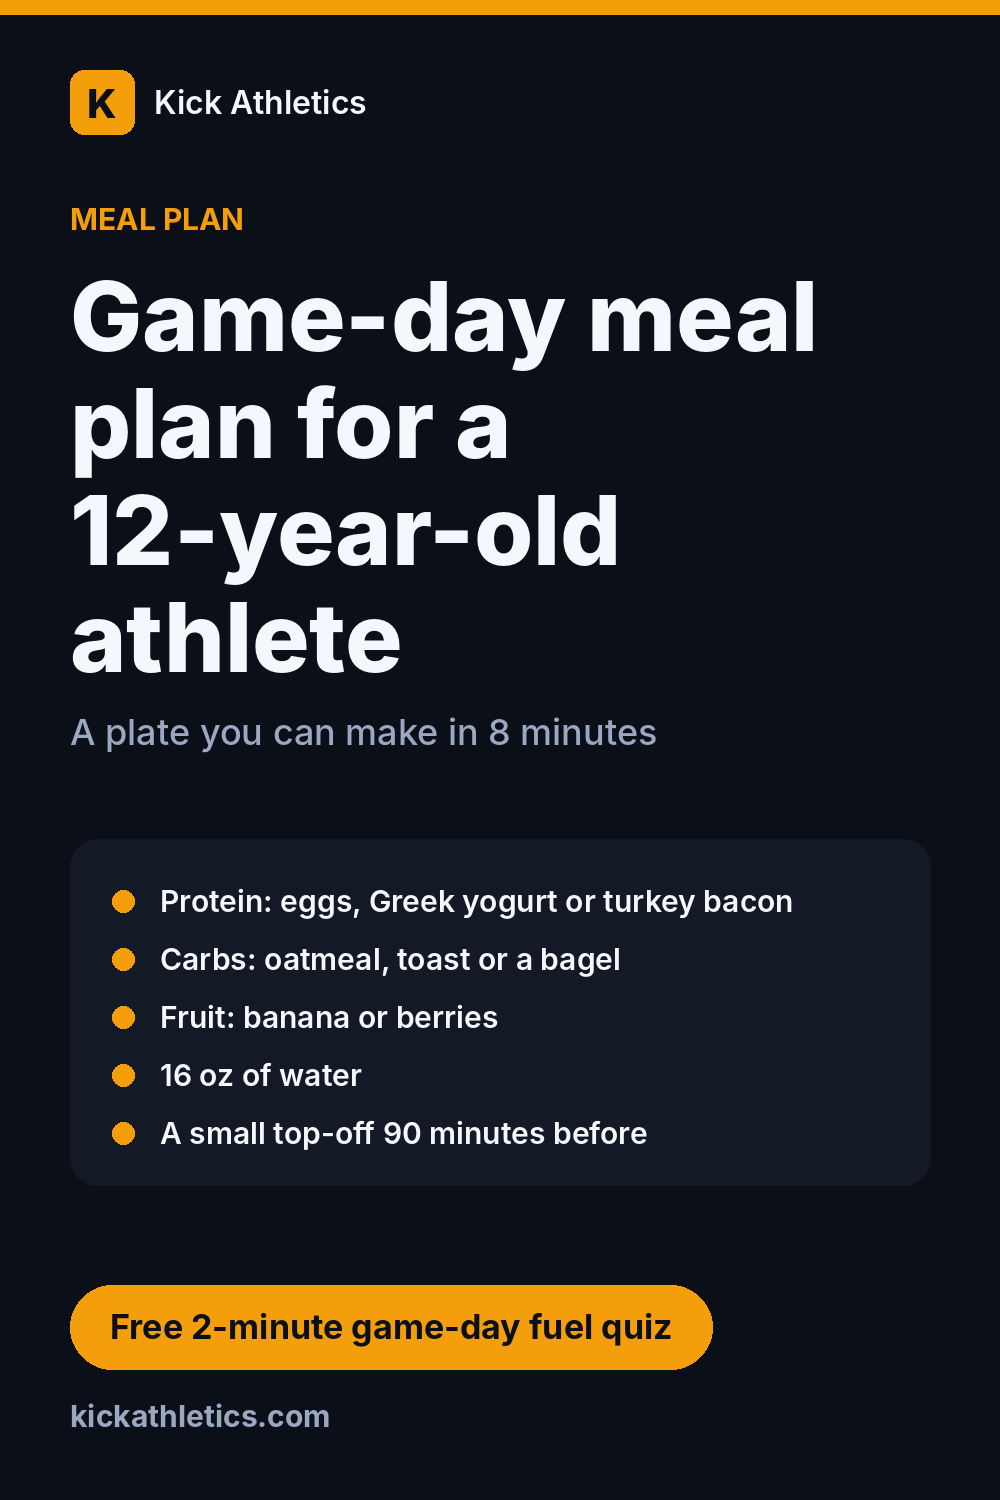 K
Kick Athletics
MEAL PLAN
Game-day meal
plan for a
12-year-old
athlete
A plate you can make in 8 minutes
Protein: eggs, Greek yogurt or turkey bacon
Carbs: oatmeal, toast or a bagel
Fruit: banana or berries
16 oz of water
A small top-off 90 minutes before
Free 2-minute game-day fuel quiz
kickathletics.com